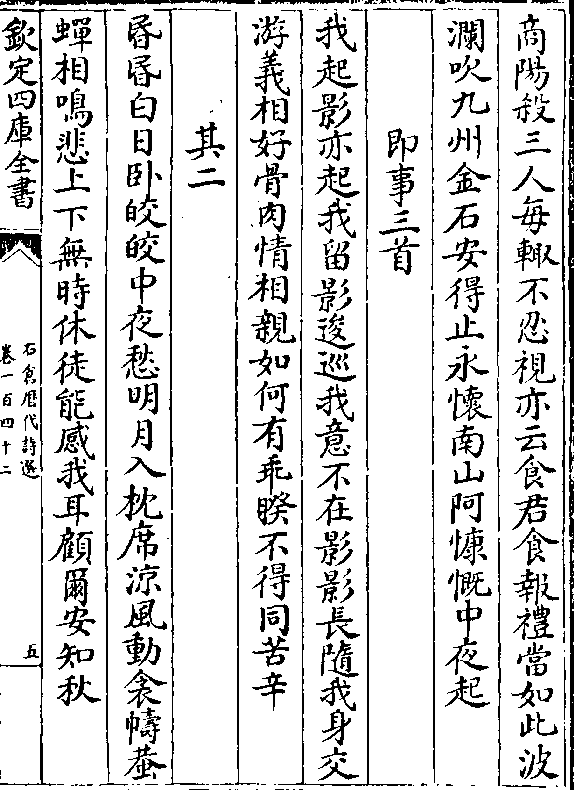 商陽殺三人每輙不忍視亦云食君食報禮當如此波
瀾吹九州金石安得止永懷南山阿慷慨中夜起
即事三首
我起影亦起我留影逡巡我意不在影影長隨我身交
游義相好骨肉情相親如何有乖暌不得同苦辛
其二
昬昬白日卧皎皎中夜愁明月入枕席凉風動衾幬蛬
蟬相鳴悲上下無時休徒能感我耳顧爾安知秋
欽定四庫全書
石倉歷代詩選
卷一百四十二
五